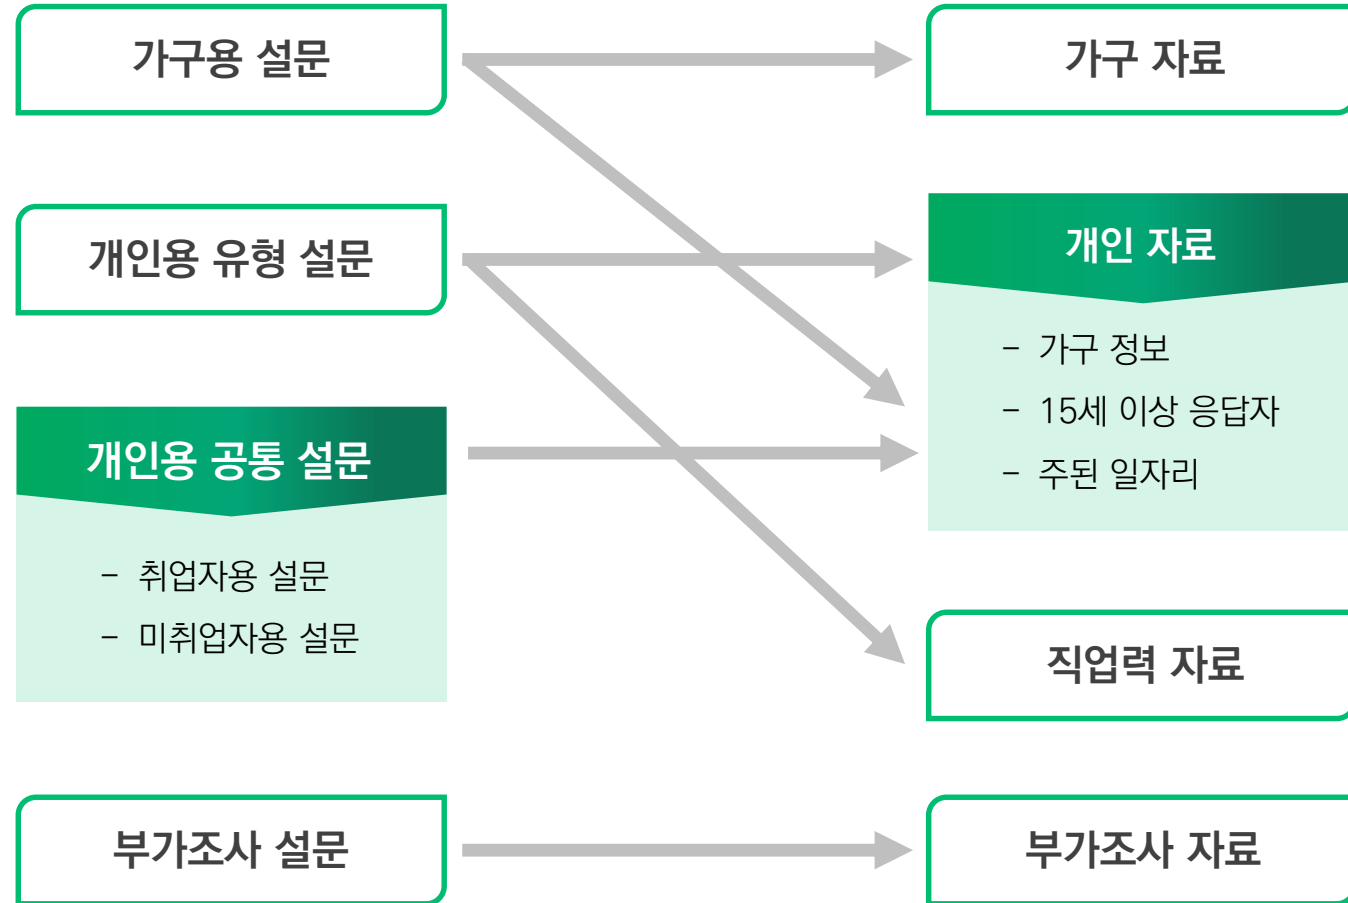 가구용 설문
개인용 유형 설문
개인용 공통 설문
- 취업자용 설문
- 미취업자용 설문
부가조사 설문
가구 자료
개인 자료
- 가구 정보
- 15세 이상 응답자
- 주된 일자리
직업력 자료
부가조사 자료